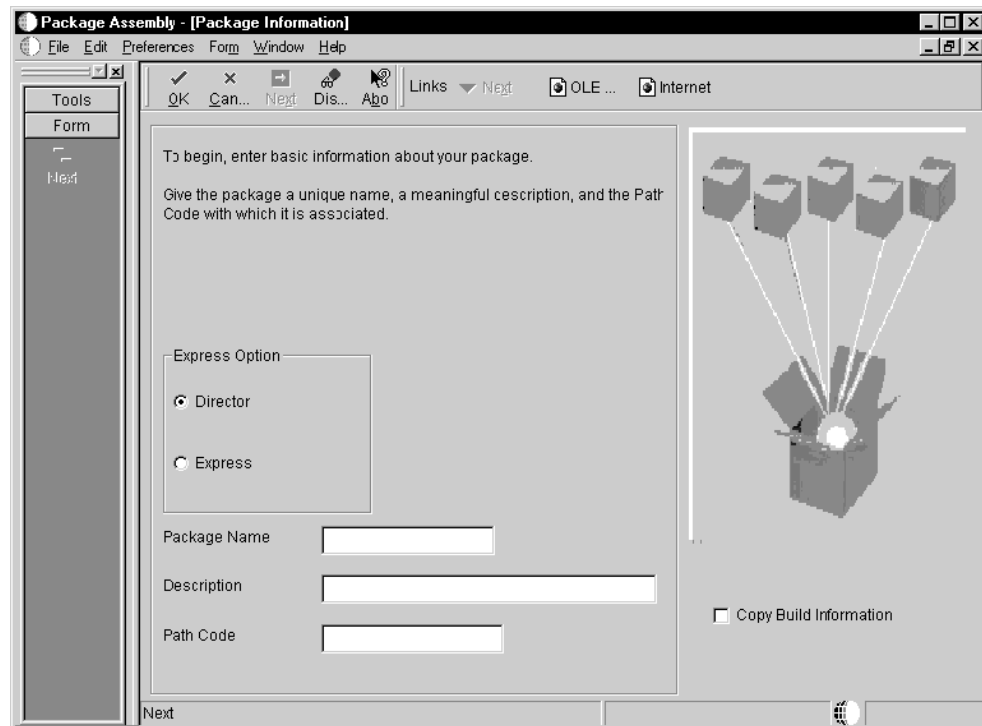 Package Assembly - [Package Information]
File Edit Preferences Form Window Help
Tools
Form
Next
OK Can... Next Dis... Abo Links Next OLE ... Internet
To begin, enter basic information about your package.
Give the package a unique name, a meaningful cescription, and the Path
Code with which it is associated.
Express Option
Director
Express
Package Name
Description
Path Code
Copy Build Information
Next